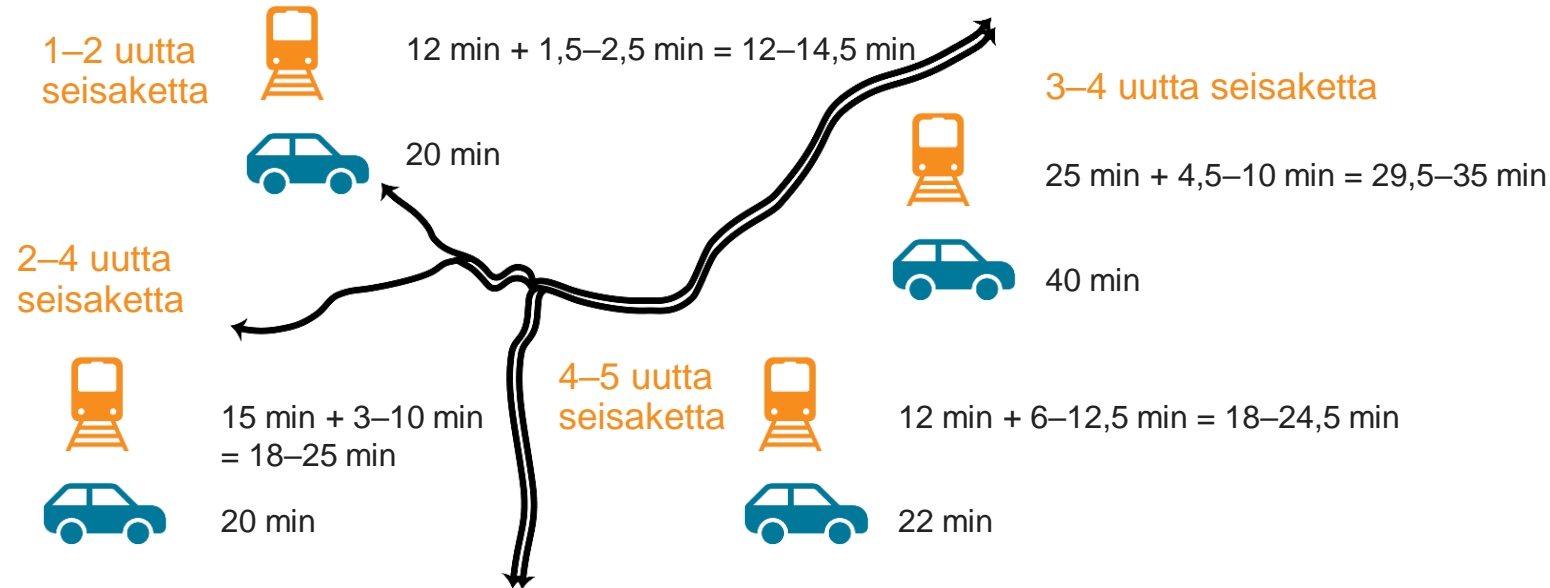 1–2 uutta
seisaketta
12 min + 1,5–2,5 min = 12–14,5 min
20 min
3–4 uutta seisaketta
25 min + 4,5–10 min = 29,5–35 min
40 min
2–4 uutta
seisaketta
15 min + 3–10 min
= 18–25 min
20 min
4–5 uutta
seisaketta
12 min + 6–12,5 min = 18–24,5 min
22 min